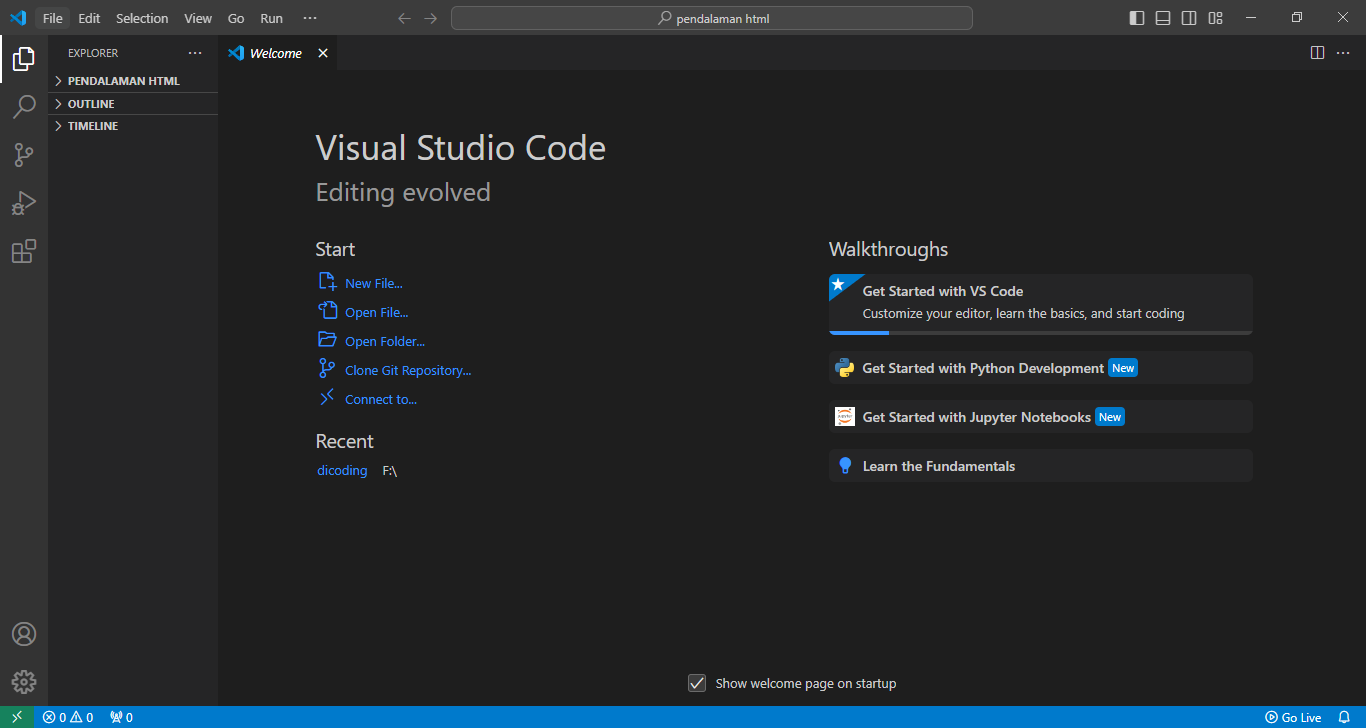 File Edit Selection View Go Run ···
pendalaman html
EXPLORER ···
Welcome
PENDALAMAN HTML
OUTLINE
TIMELINE
Visual Studio Code
Editing evolved
Start
New File...
Open File...
Open Folder...
Clone Git Repository...
Connect to...
Recent
dicoding F:\
Walkthroughs
Get Started with VS Code
Customize your editor, learn the basics, and start coding
Get Started with Python Development New
jupyter
Get Started with Jupyter Notebooks New
Learn the Fundamentals
Show welcome page on startup
0 0 0 Go Live